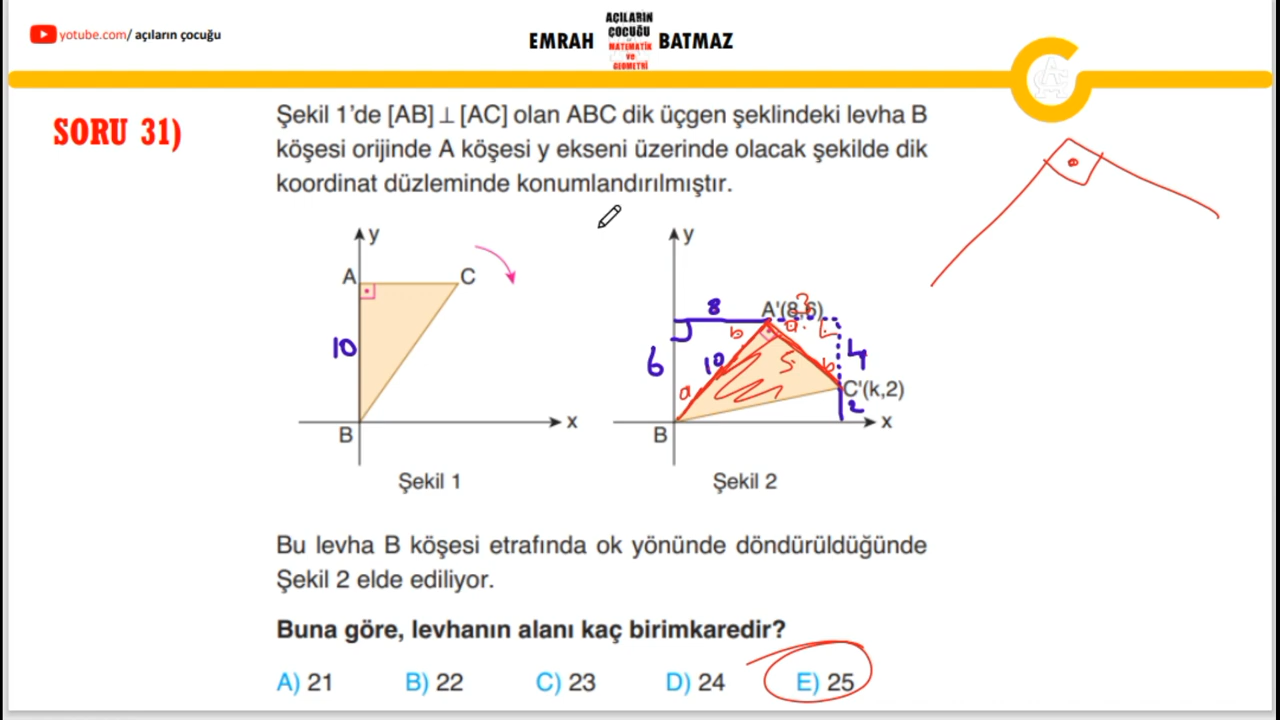 yotube.com/ açıların çocuğu
EMRAH
AÇILARIN
ÇOCUĞU
MATEMATİK
ve
GEOMETRİ
BATMAZ
SORU 31)
Şekil 1'de [AB] ⊥ [AC] olan ABC dik üçgen şeklindeki levha B
köşesi orijinde A köşesi y ekseni üzerinde olacak şekilde dik
koordinat düzleminde konumlandırılmıştır.
y
A
C
10
B
x
Şekil 1
y
8
3
A'(8,6)
b
a
6
10
5
4
a
b
C'(k,2)
2
B
x
Şekil 2
Bu levha B köşesi etrafında ok yönünde döndürüldüğünde
Şekil 2 elde ediliyor.
Buna göre, levhanın alanı kaç birimkaredir?
A) 21 B) 22 C) 23 D) 24 E) 25